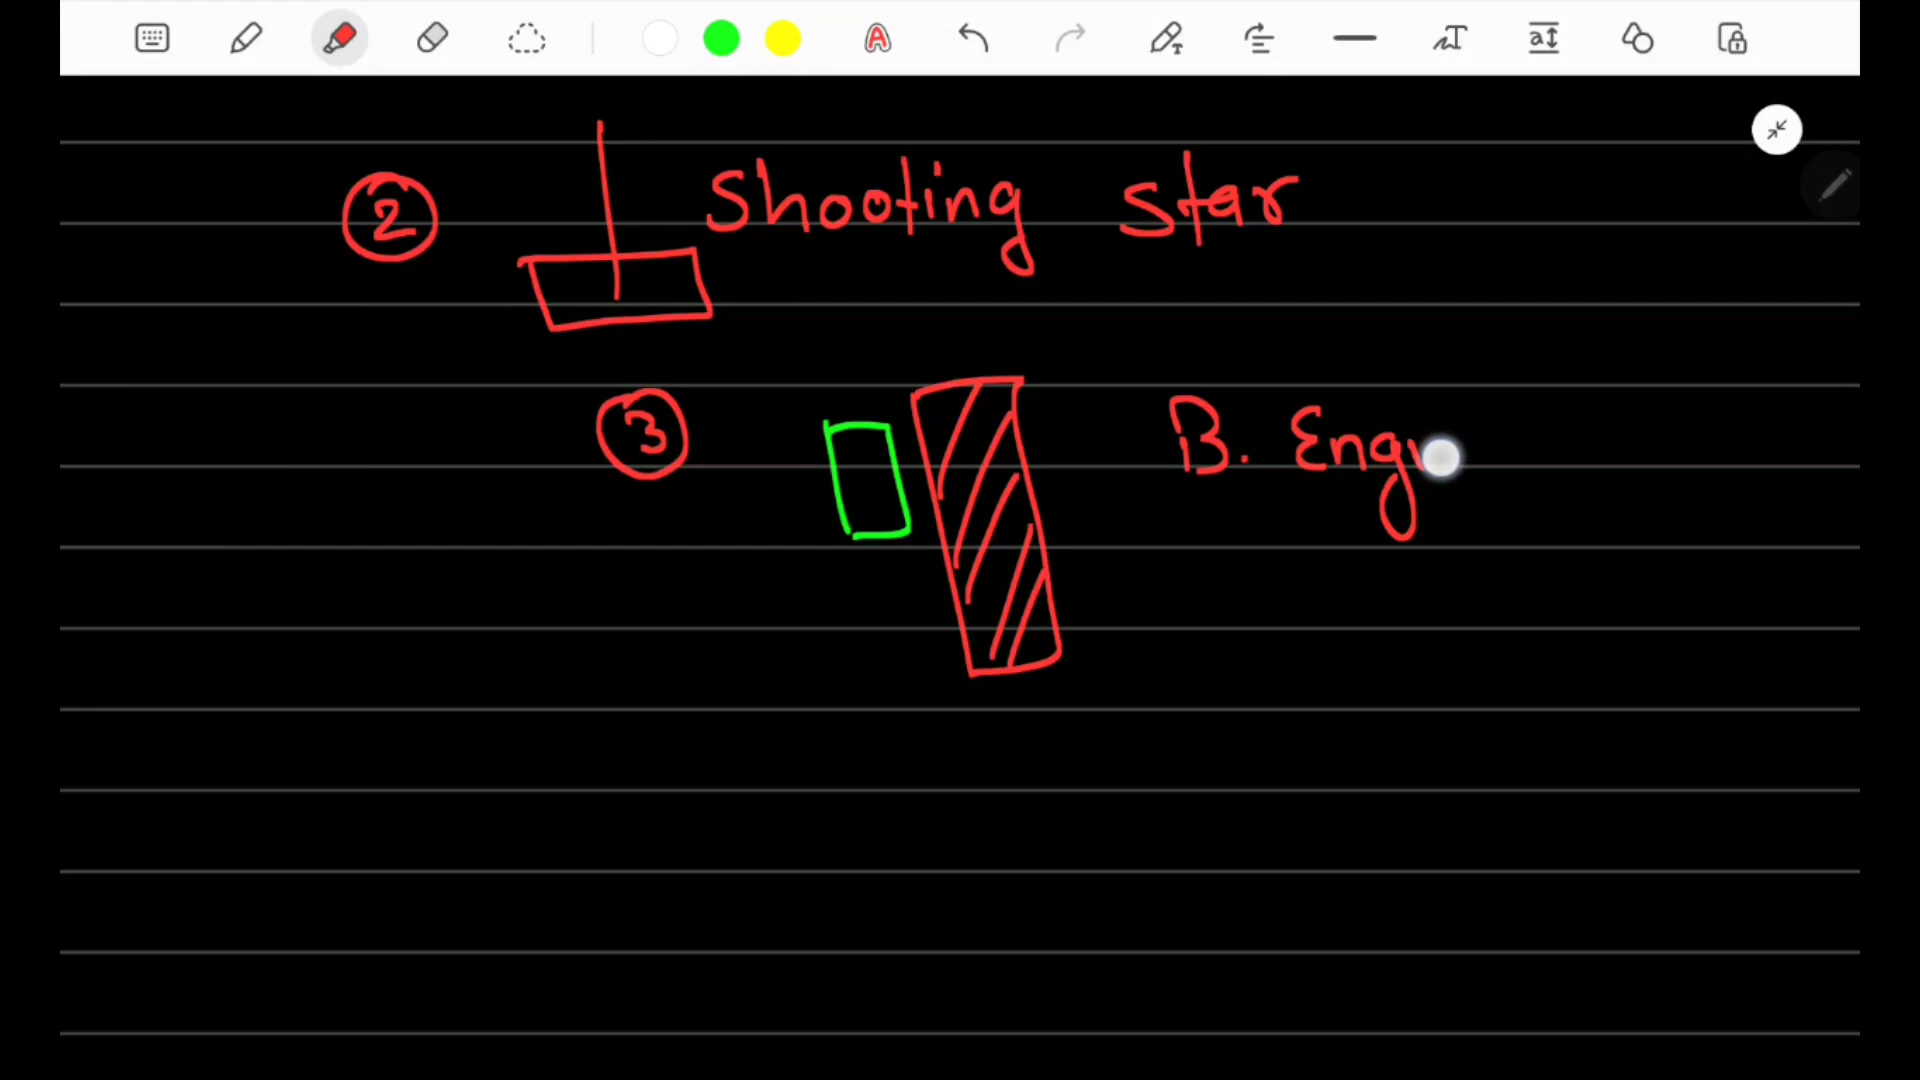 ② Shooting Star
③ B. Eng